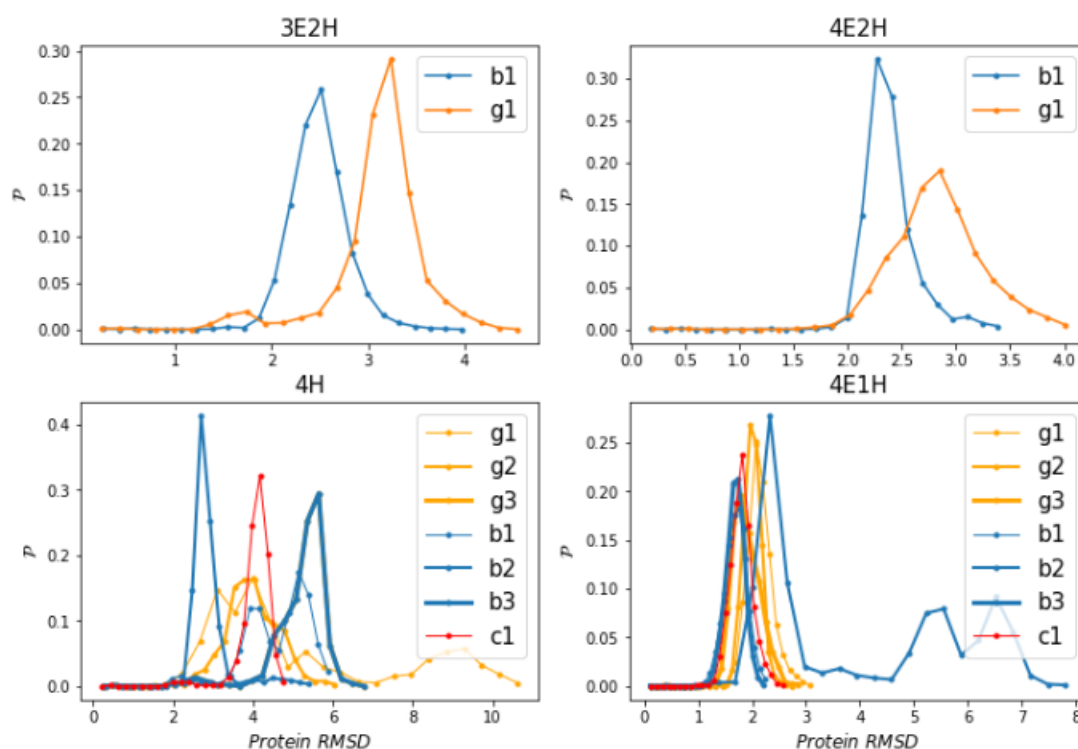 3E2H
b1
g1
0.30
0.25
0.20
0.15
0.10
0.05
0.00
𝒫
1 2 3 4
4E2H
b1
g1
0.30
0.25
0.20
0.15
0.10
0.05
0.00
𝒫
0.0 0.5 1.0 1.5 2.0 2.5 3.0 3.5 4.0
4H
g1
g2
g3
b1
b2
b3
c1
0.4
0.3
0.2
0.1
0.0
𝒫
0 2 4 6 8 10
Protein RMSD
4E1H
g1
g2
g3
b1
b2
b3
c1
0.25
0.20
0.15
0.10
0.05
0.00
𝒫
0 1 2 3 4 5 6 7 8
Protein RMSD